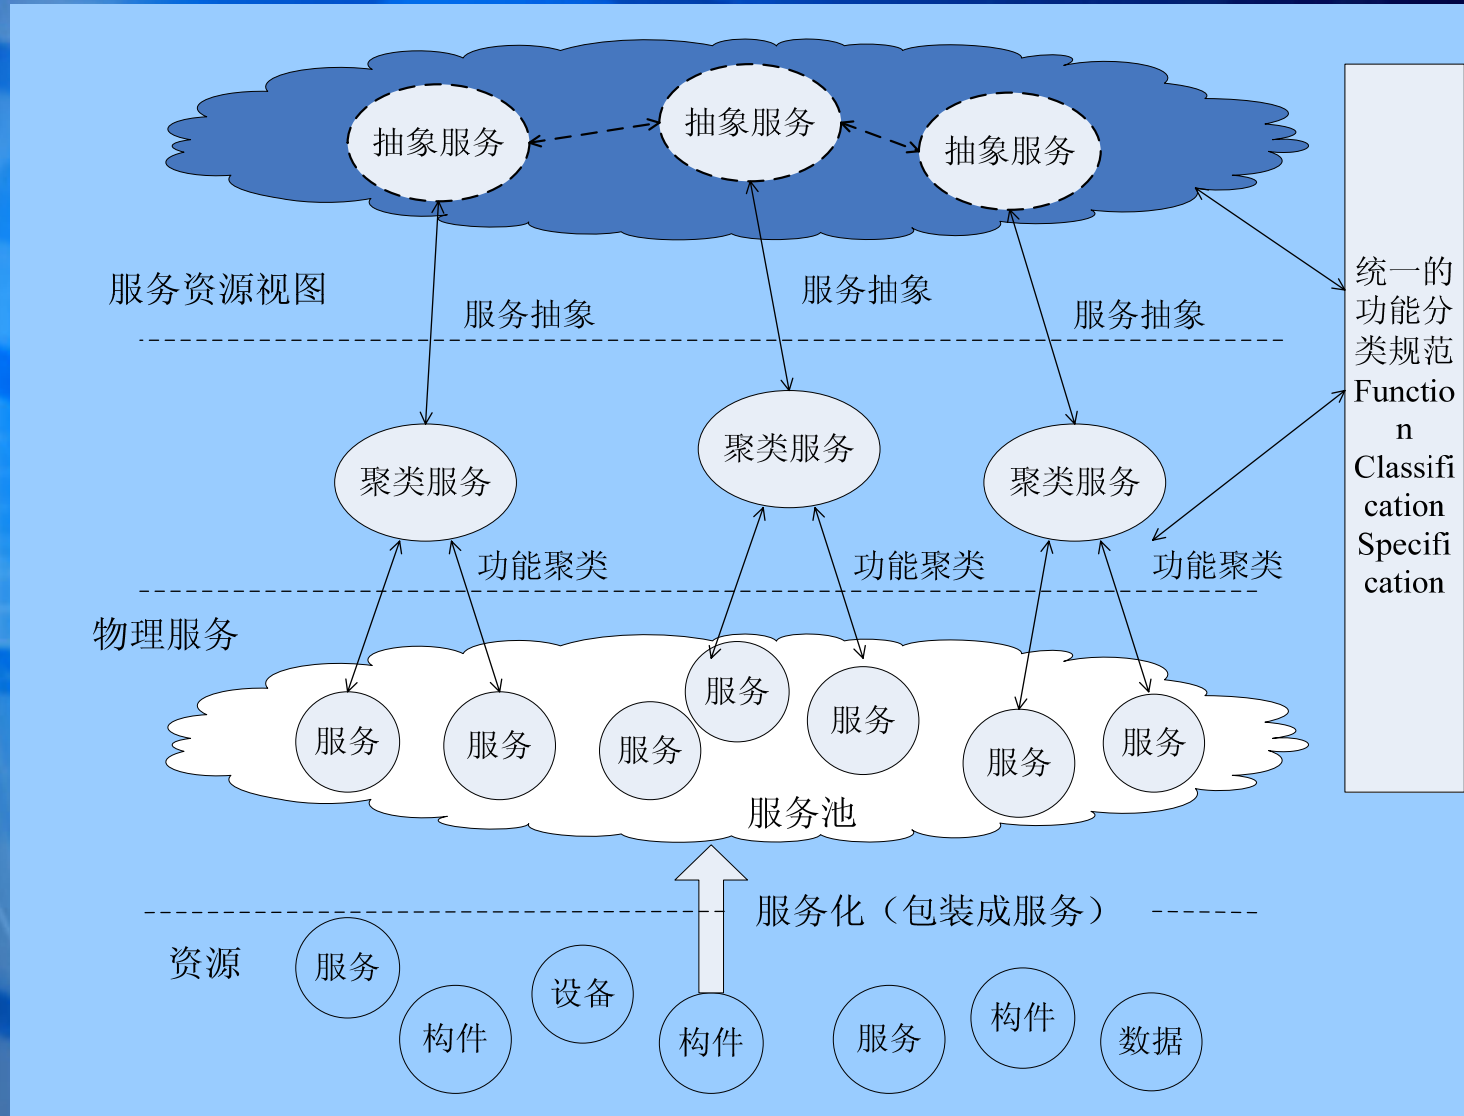 抽象服务
抽象服务
抽象服务
服务资源视图
服务抽象
服务抽象
服务抽象
聚类服务
聚类服务
聚类服务
功能聚类
功能聚类
功能聚类
物理服务
服务
服务
服务
服务
服务
服务
服务
服务池
服务化（包装成服务）
资源
服务
构件
设备
构件
服务
构件
数据
统一的
功能分
类规范
Functio
n
Classifi
cation
Specifi
cation